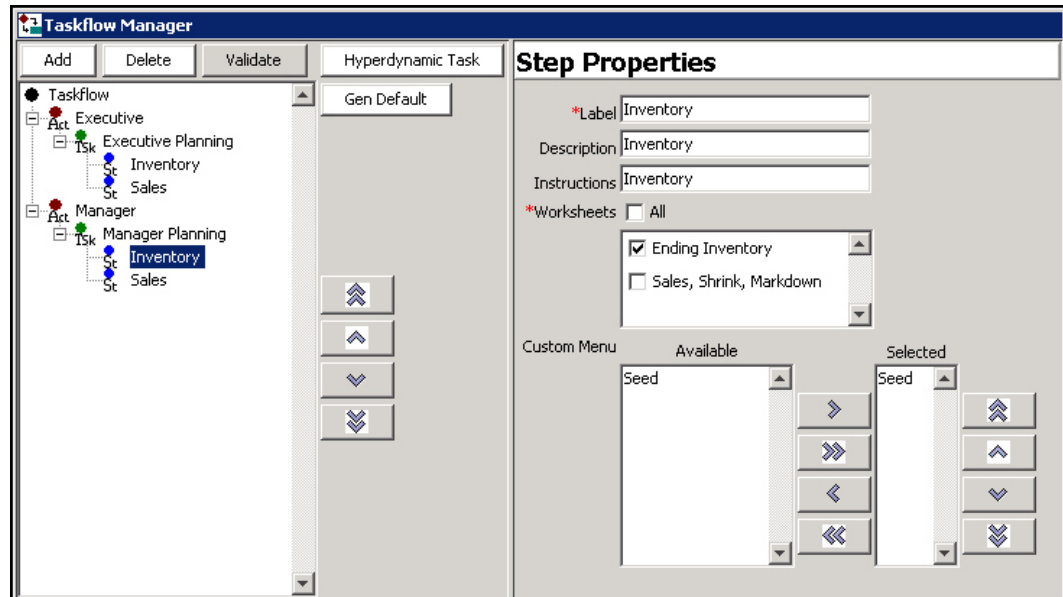 Taskflow Manager
Add
Delete
Validate
Hyperdynamic Task
Gen Default
Taskflow
Act Executive
Tsk Executive Planning
St Inventory
St Sales
Act Manager
Tsk Manager Planning
St Inventory
St Sales
Step Properties
*Label Inventory
Description Inventory
Instructions Inventory
*Worksheets All
Ending Inventory
Sales, Shrink, Markdown
Custom Menu
Available
Selected
Seed
Seed